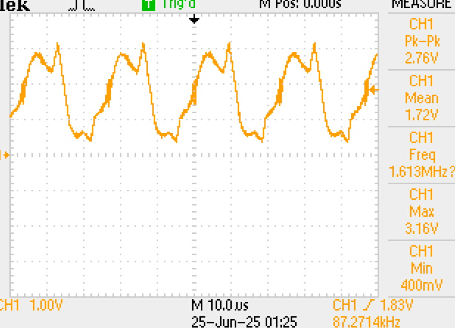 Tek Trig'd M Pos: 0.000s MEASURE
CH1
Pk-Pk
2.76V
CH1
Mean
1.72V
CH1
Freq
1.613MHz?
CH1
Max
3.16V
CH1
Min
400mV
CH1 1.00V M 10.0µs CH1 1.83V
25-Jun-25 01:25 87.2714kHz